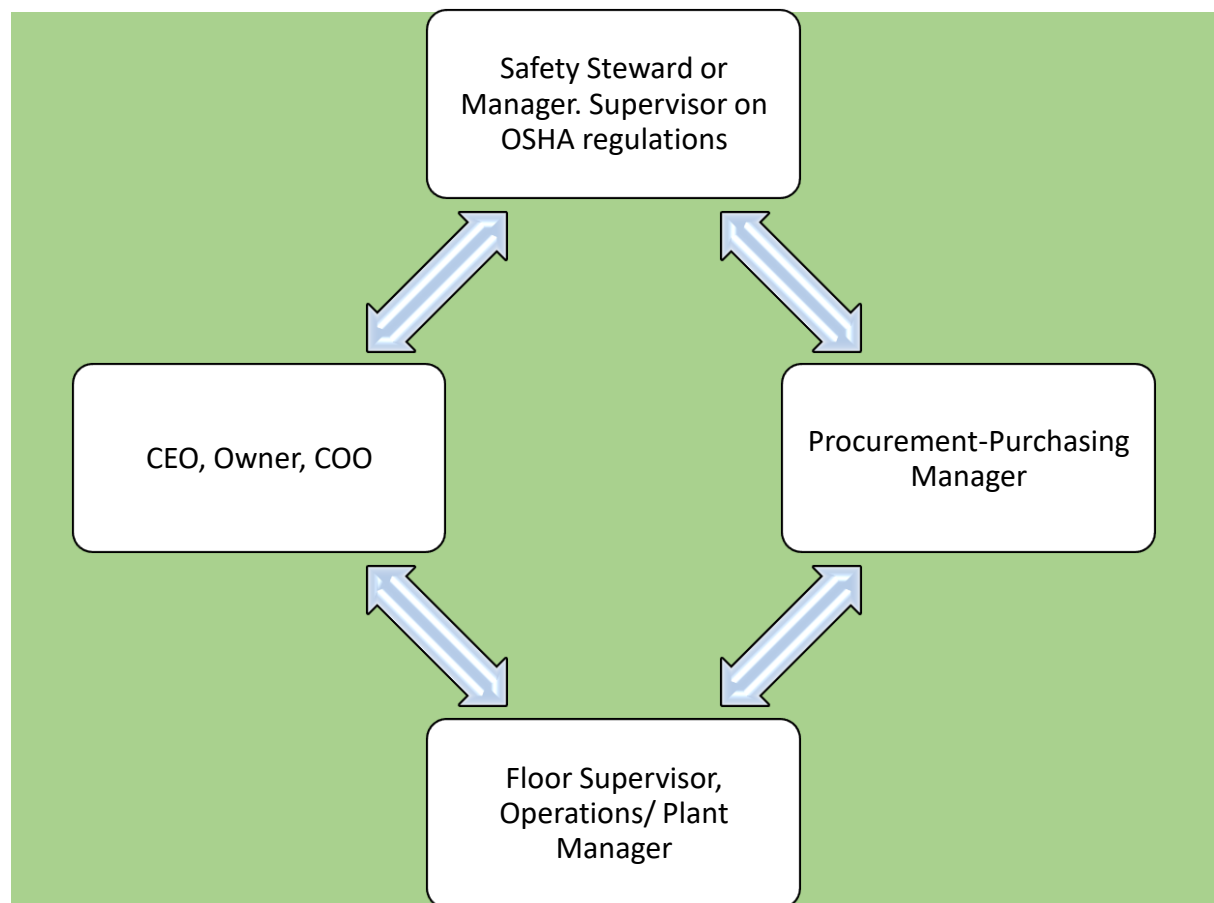 Safety Steward or
Manager. Supervisor on
OSHA regulations
CEO, Owner, COO
Procurement-Purchasing
Manager
Floor Supervisor,
Operations/ Plant
Manager